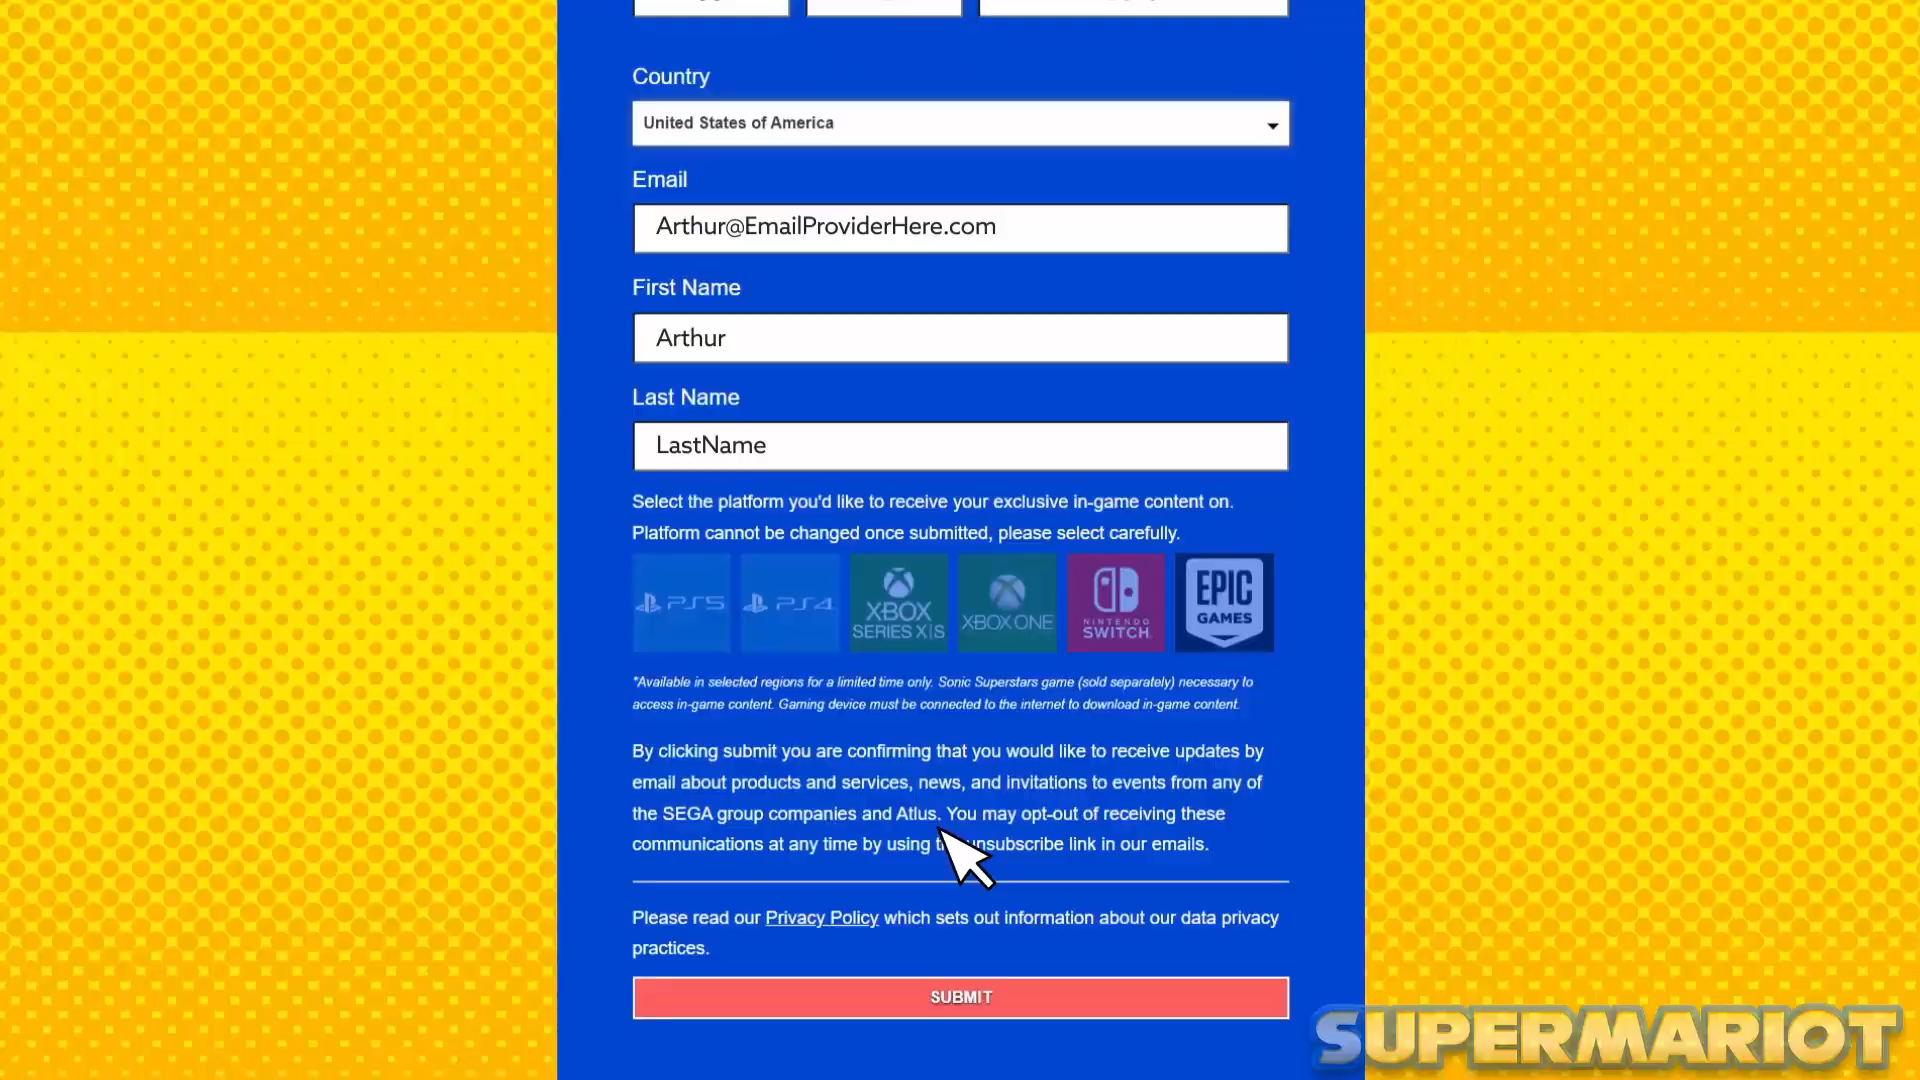 Country
United States of America
Email
Arthur@EmailProviderHere.com
First Name
Arthur
Last Name
LastName
Select the platform you'd like to receive your exclusive in-game content on.
Platform cannot be changed once submitted, please select carefully.
PS5
PS4
XBOX
SERIES X|S
XBOX ONE
NINTENDO
SWITCH
EPIC
GAMES
*Available in selected regions for a limited time only. Sonic Superstars game (sold separately) necessary to
access in-game content. Gaming device must be connected to the internet to download in-game content.
By clicking submit you are confirming that you would like to receive updates by
email about products and services, news, and invitations to events from any of
the SEGA group companies and Atlus. You may opt-out of receiving these
communications at any time by using unsubscribe link in our emails.
Please read our Privacy Policy which sets out information about our data privacy
practices.
SUBMIT
SUPERMARIOT